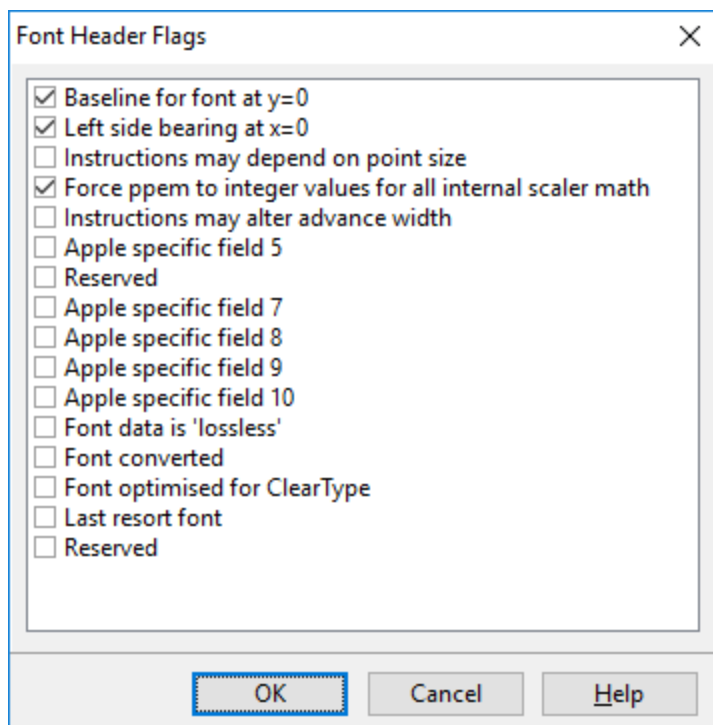 Font Header Flags
Baseline for font at y=0
Left side bearing at x=0
Instructions may depend on point size
Force ppem to integer values for all internal scaler math
Instructions may alter advance width
Apple specific field 5
Reserved
Apple specific field 7
Apple specific field 8
Apple specific field 9
Apple specific field 10
Font data is 'lossless'
Font converted
Font optimised for ClearType
Last resort font
Reserved
OK Cancel Help